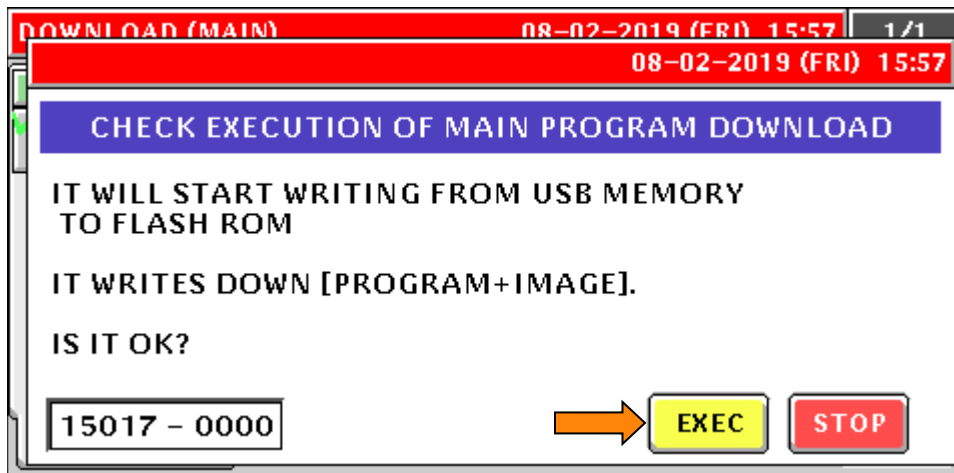 DOWNLOAD (MAIN) 08-02-2019 (FRI) 15:57 1/1
08-02-2019 (FRI) 15:57
CHECK EXECUTION OF MAIN PROGRAM DOWNLOAD
IT WILL START WRITING FROM USB MEMORY
TO FLASH ROM
IT WRITES DOWN [PROGRAM+IMAGE].
IS IT OK?
15017 - 0000 EXEC STOP